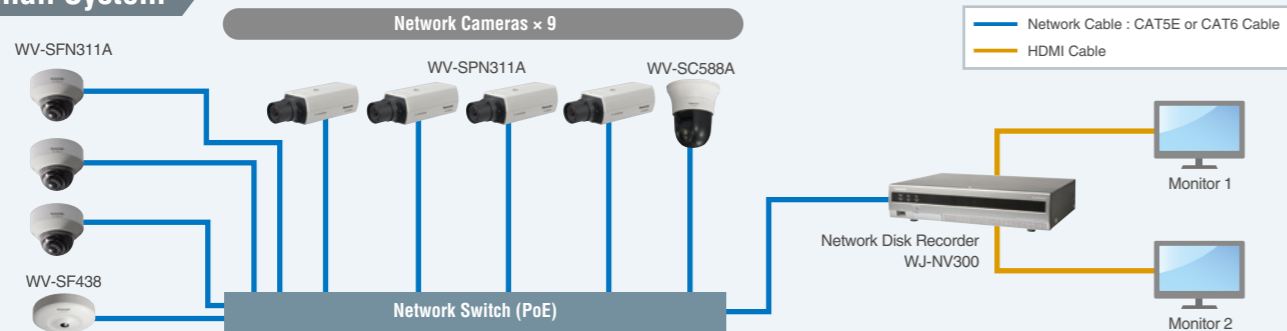 Network Cameras × 9
Network Cable : CAT5E or CAT6 Cable
HDMI Cable
WV-SFN311A
WV-SPN311A
WV-SC588A
Monitor 1
Network Disk Recorder
WJ-NV300
WV-SF438
Network Switch (PoE)
Monitor 2